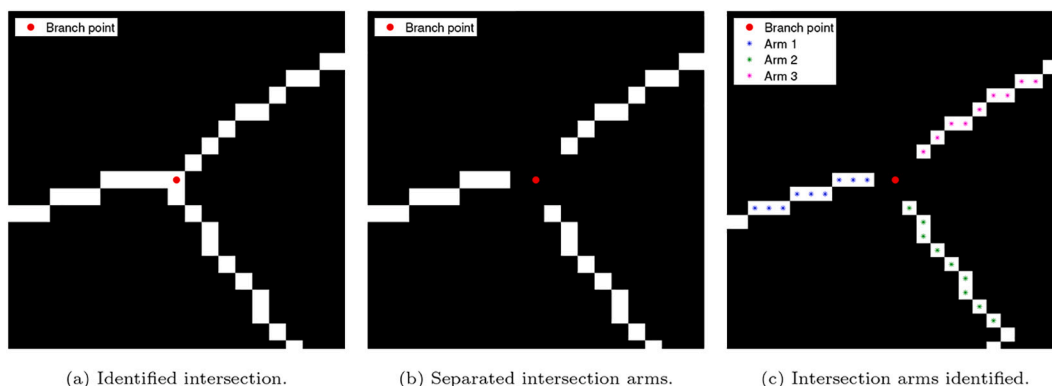 Branch point
Branch point
Branch point
Arm 1
Arm 2
Arm 3
(a) Identified intersection.
(b) Separated intersection arms.
(c) Intersection arms identified.